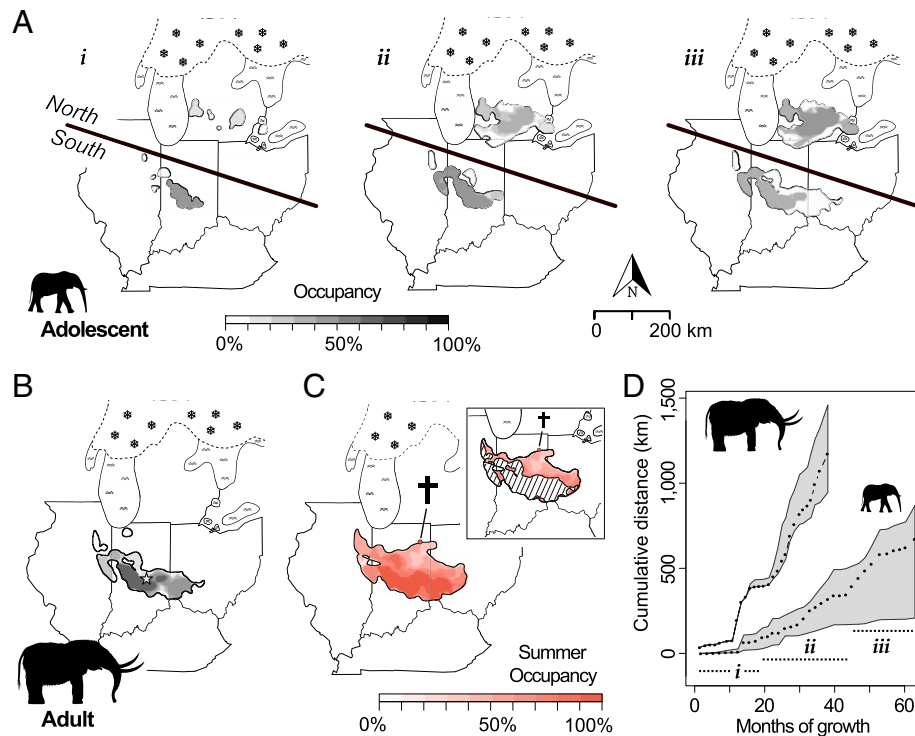 A
i
ii
iii
North
South
Adolescent
Occupancy
0% 50% 100%
N
0 200 km
B
C
D
Adult
Summer
Occupancy
0% 50% 100%
Cumulative distance (km)
1,500
1,000
500
0
i
ii
iii
0 20 40 60
Months of growth